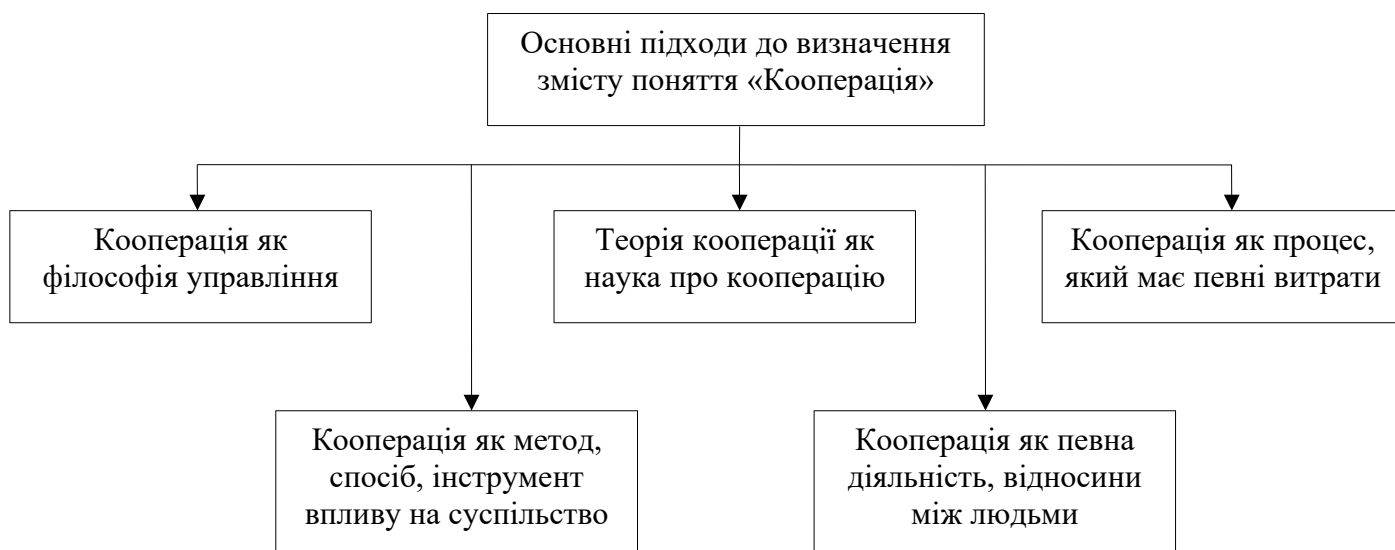 Основні підходи до визначення
змісту поняття «Кооперація»
Кооперація як
філософія управління
Теорія кооперації як
наука про кооперацію
Кооперація як процес,
який має певні витрати
Кооперація як метод,
спосіб, інструмент
впливу на суспільство
Кооперація як певна
діяльність, відносини
між людьми